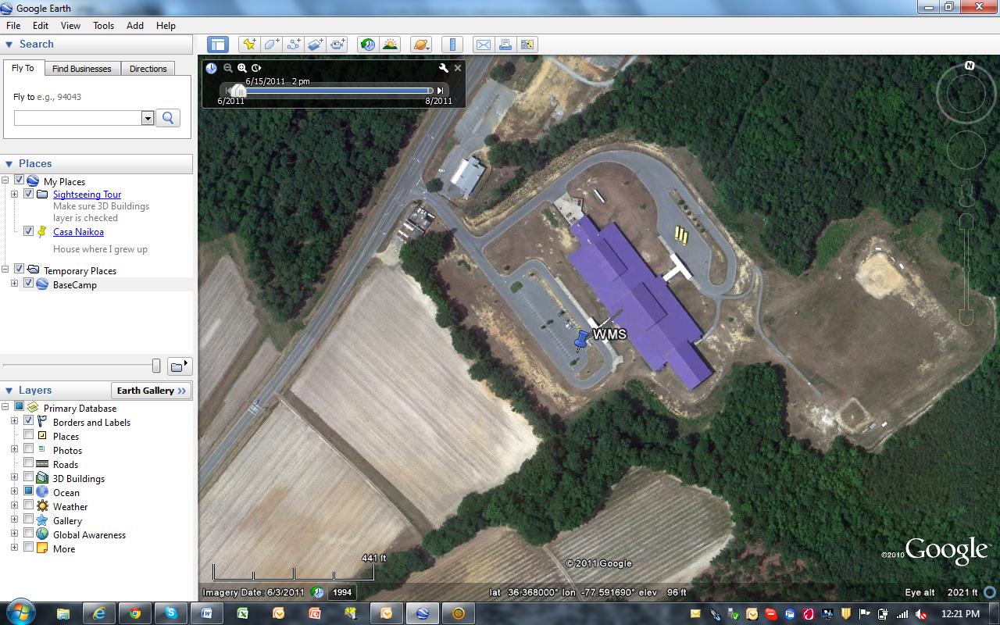 Google Earth
File Edit View Tools Add Help
Search
Fly To Find Businesses Directions
Fly to e.g., 94043
Places
My Places
Sightseeing Tour
Make sure 3D Buildings
layer is checked
Casa Naikoa
House where I grew up
Temporary Places
BaseCamp
Layers
Earth Gallery >>
Primary Database
Borders and Labels
Places
Photos
Roads
3D Buildings
Ocean
Weather
Gallery
Global Awareness
More
6/15/2011 2 pm
6/2011 8/2011
N
WMS
441 ft
© 2011 Google
©2010 Google
Imagery Date: 6/3/2011 1994 lat 36.368000° lon -77.591690° elev 96 ft Eye alt 2021 ft
12:21 PM